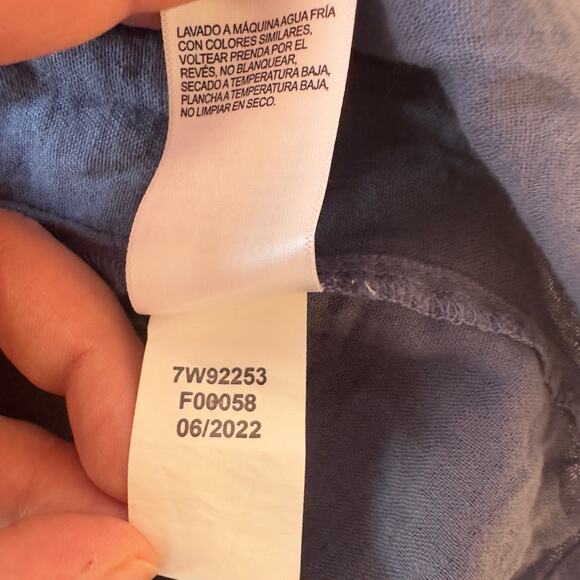 LAVADO A MÁQUINA AGUA FRÍA
CON COLORES SIMILARES,
VOLTEAR PRENDA POR EL
REVÉS, NO BLANQUEAR,
SECADO A TEMPERATURA BAJA,
PLANCHA A TEMPERATURA BAJA,
NO LIMPIAR EN SECO.
7W92253
F00058
06/2022